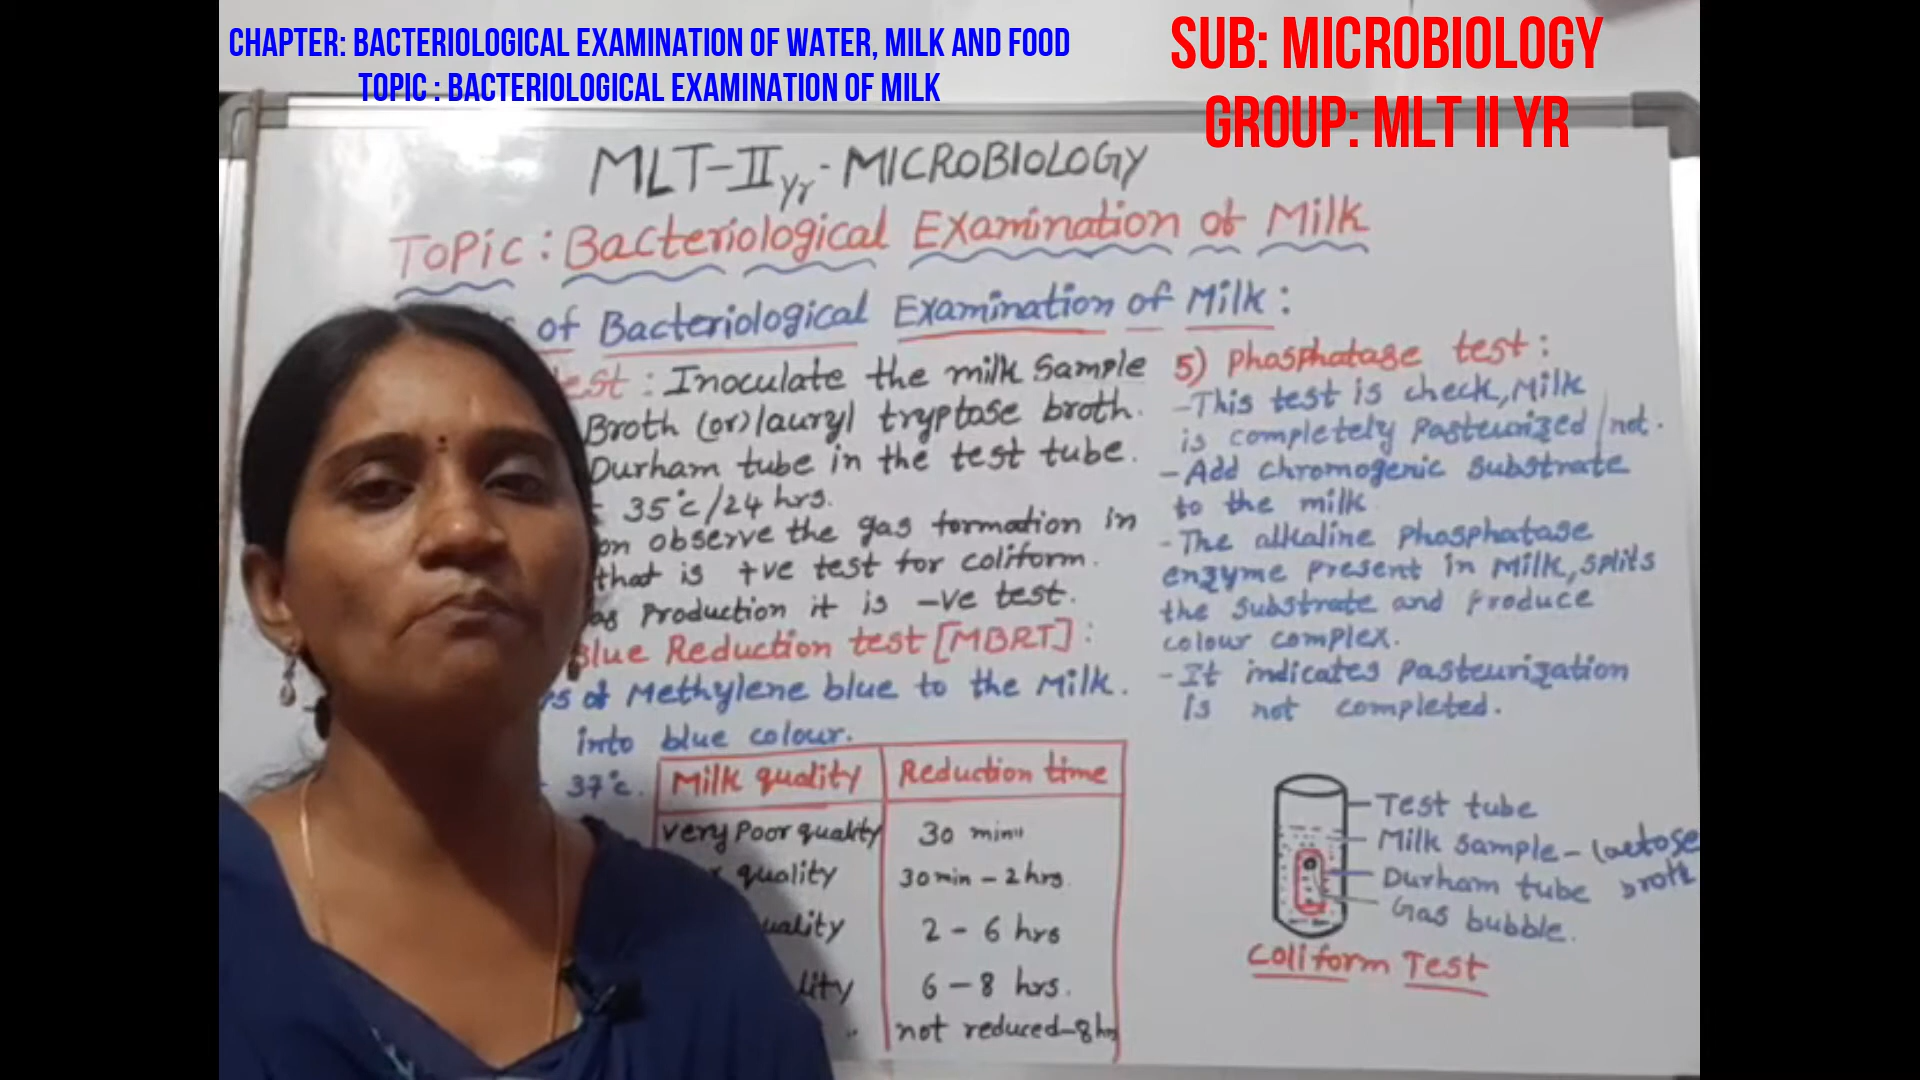 CHAPTER: BACTERIOLOGICAL EXAMINATION OF WATER, MILK AND FOOD
TOPIC : BACTERIOLOGICAL EXAMINATION OF MILK
SUB: MICROBIOLOGY
GROUP: MLT II YR
MLT-II yr - MICROBIOLOGY
Topic : Bacteriological Examination of Milk
of Bacteriological Examination of Milk :
test : Inoculate the milk Sample
Broth (or) lauryl tryptose broth.
Durham tube in the test tube.
35°c/24 hrs.
on observe the gas formation in
that is +ve test for coliform.
Production it is -ve test.
Blue Reduction test [MBRT] :
of Methylene blue to the Milk.
into blue colour.
37°c.
Milk quality Reduction time
very Poor quality 30 min
quality 30 min - 2 hrs.
quality 2 - 6 hrs
6 - 8 hrs.
not reduced - 8 hrs
5) Phosphatase test :
- This test is check, Milk
is completely Pasteurized / not.
- Add chromogenic substrate
to the milk
- The alkaline phosphatase
enzyme present in Milk, splits
the substrate and Produce
colour complex.
- It indicates Pasteurization
is not completed.
Test tube
Milk sample - lactose
Durham tube broth
Gas bubble.
Coliform Test